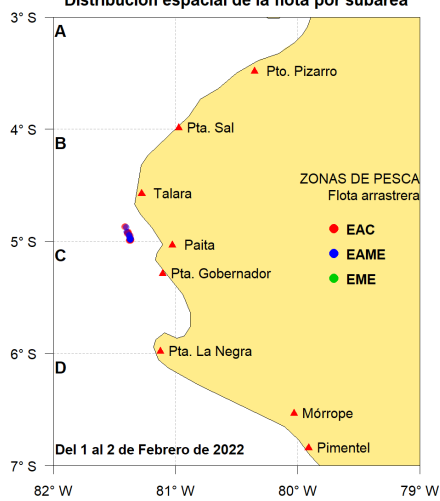 Distribución espacial de la flota por subárea
3° S
A
Pto. Pizarro
4° S
Pta. Sal
B
ZONAS DE PESCA
Flota arrastrera
Talara
EAC
5° S
Paita
C
EAME
Pta. Gobernador
EME
6° S
Pta. La Negra
D
Mórrope
Del 1 al 2 de Febrero de 2022
Pimentel
7° S
82° W 81° W 80° W 79° W